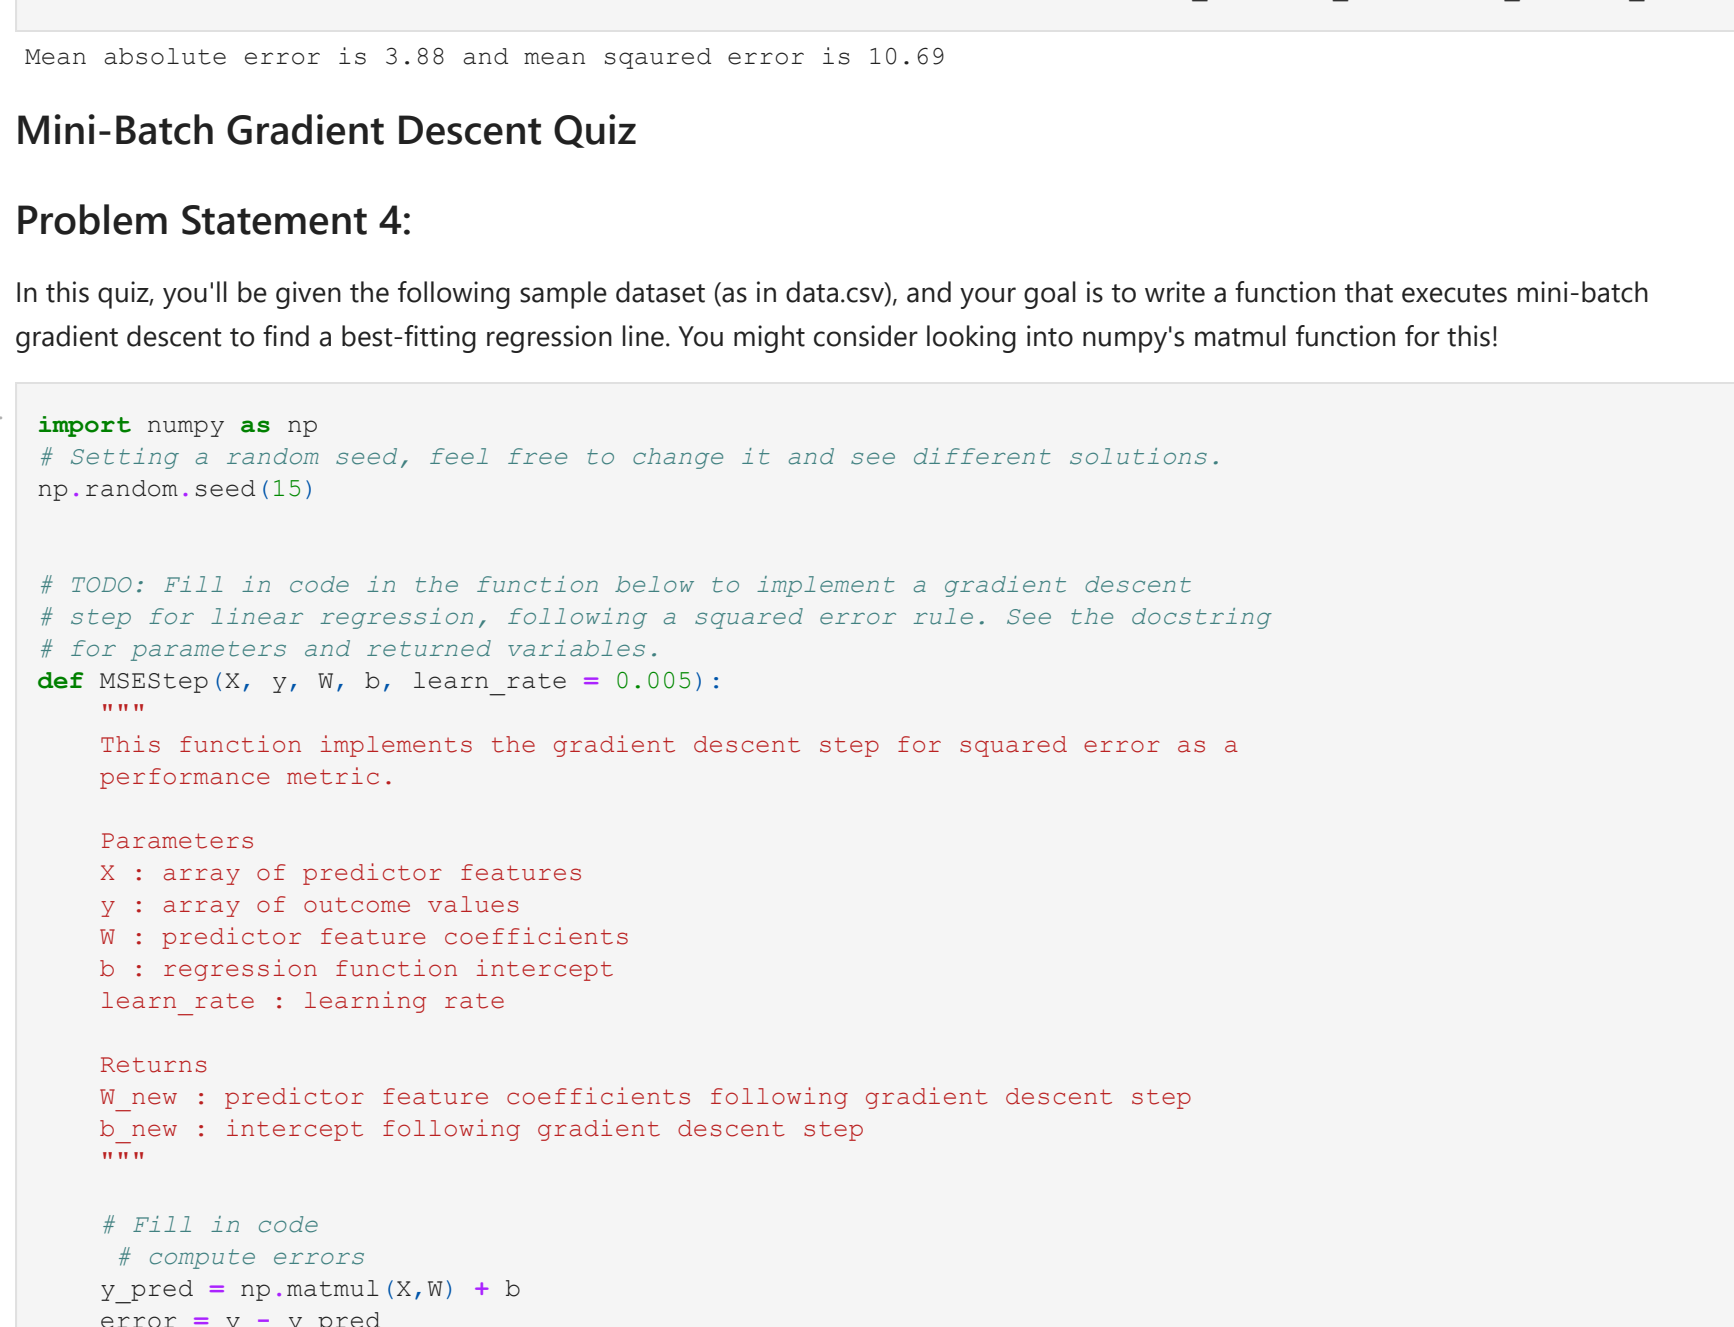 Mean absolute error is 3.88 and mean sqaured error is 10.69
Mini-Batch Gradient Descent Quiz
Problem Statement 4:
In this quiz, you'll be given the following sample dataset (as in data.csv), and your goal is to write a function that executes mini-batch
gradient descent to find a best-fitting regression line. You might consider looking into numpy's matmul function for this!
import numpy as np
# Setting a random seed, feel free to change it and see different solutions.
np.random.seed(15)
# TODO: Fill in code in the function below to implement a gradient descent
# step for linear regression, following a squared error rule. See the docstring
# for parameters and returned variables.
def MSEStep(X, y, W, b, learn_rate = 0.005):
    """
    This function implements the gradient descent step for squared error as a
    performance metric.
    Parameters
    X : array of predictor features
    y : array of outcome values
    W : predictor feature coefficients
    b : regression function intercept
    learn_rate : learning rate
    Returns
    W_new : predictor feature coefficients following gradient descent step
    b_new : intercept following gradient descent step
    """
    # Fill in code
     # compute errors
    y_pred = np.matmul(X,W) + b
    error = y - y_pred